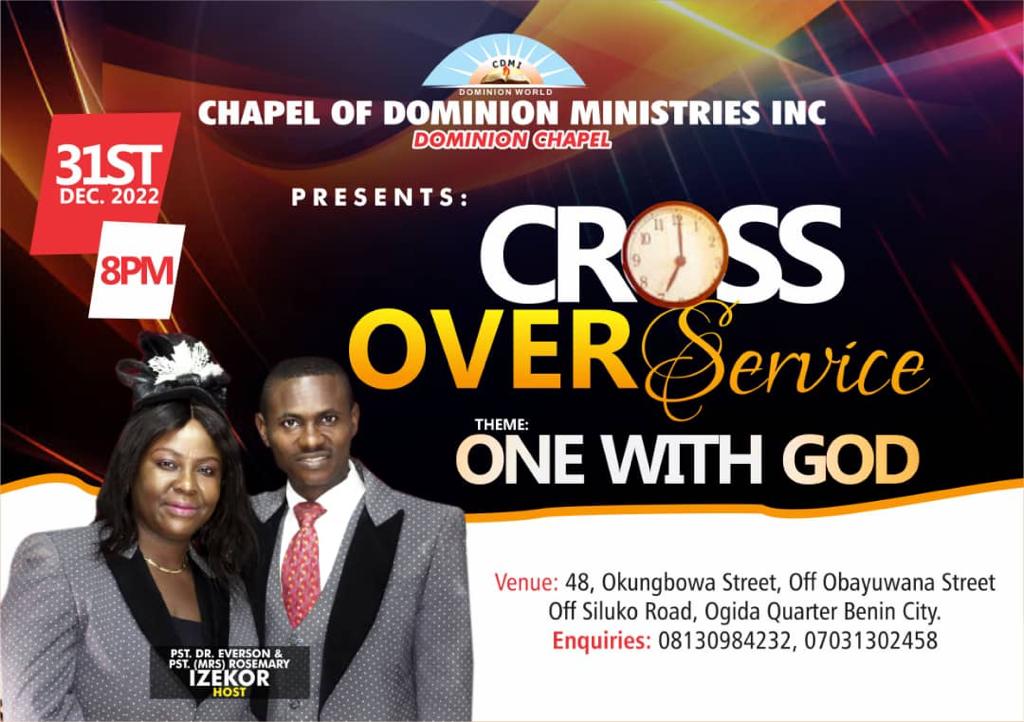 CDMI
DOMINION WORLD
CHAPEL OF DOMINION MINISTRIES INC
DOMINION CHAPEL
31ST
DEC. 2022
8PM
PRESENTS:
CROSS
OVER Service
THEME:
ONE WITH GOD
Venue: 48, Okungbowa Street, Off Obayuwana Street
Off Siluko Road, Ogida Quarter Benin City.
Enquiries: 08130984232, 07031302458
PST. DR. EVERSON &
PST. (MRS) ROSEMARY
IZEKOR
HOST